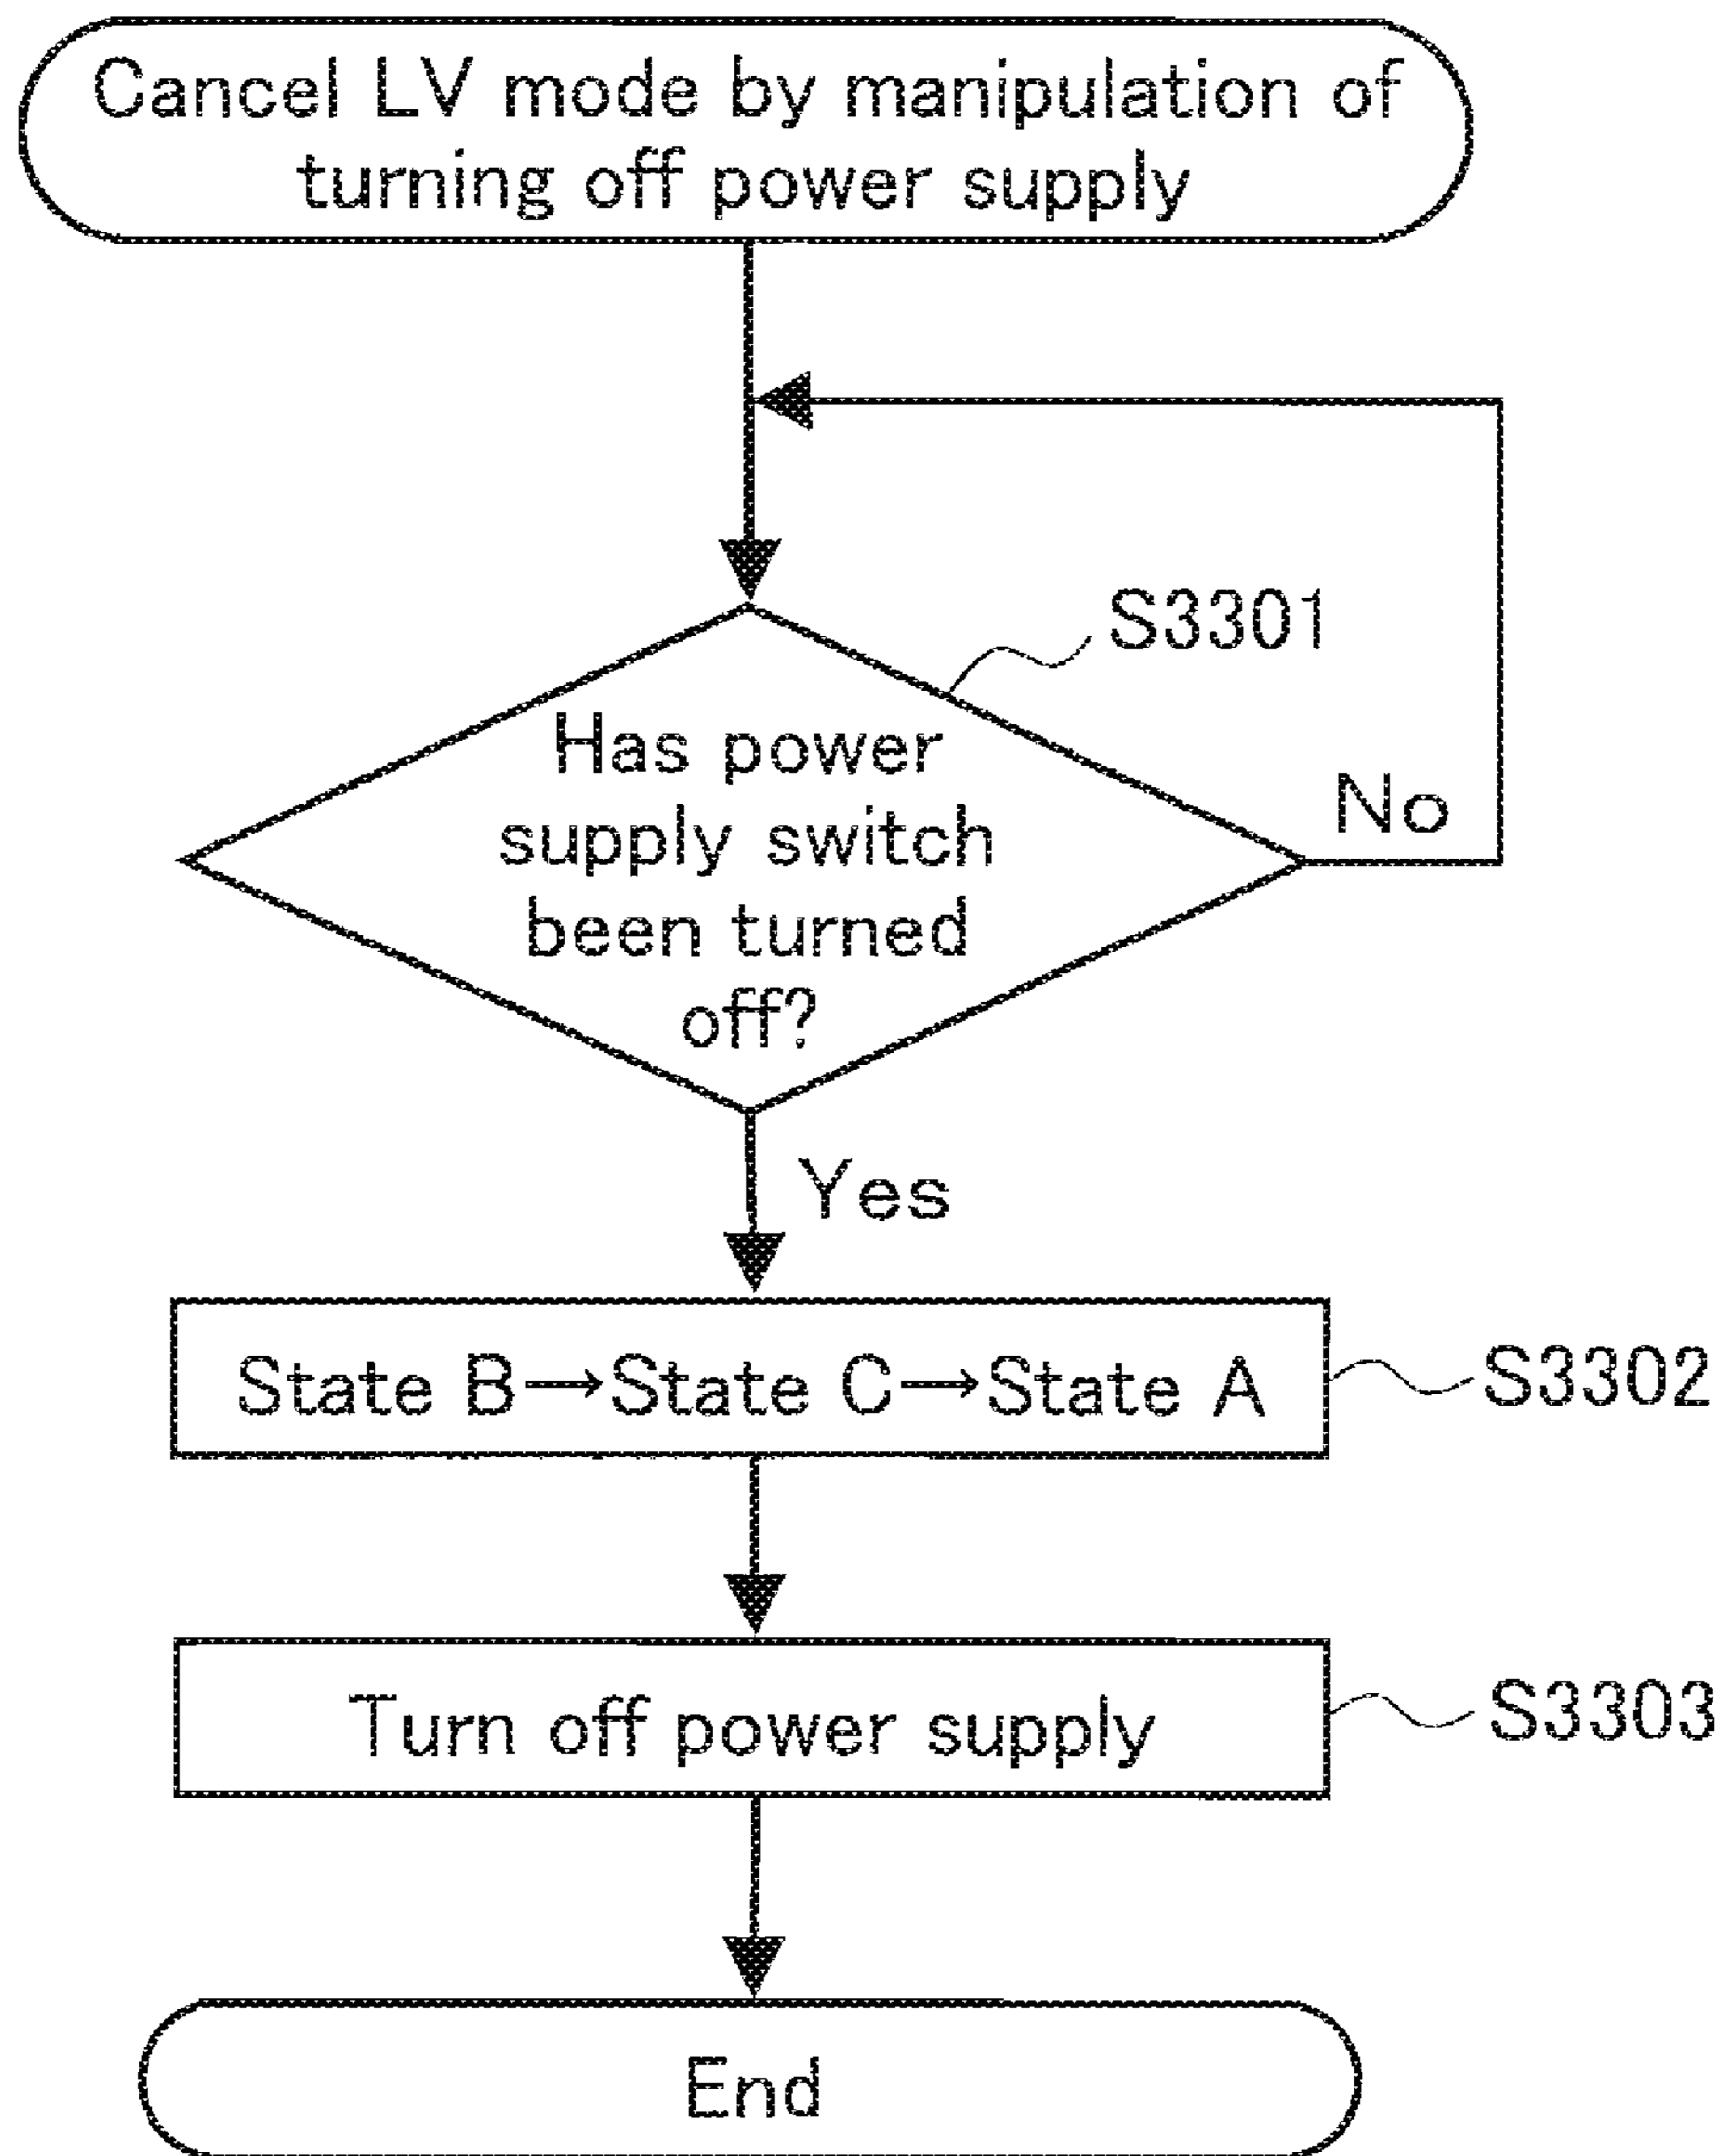 Cancel LV mode by manipulation of
turning off power supply
S3301
Has power
supply switch
been turned
off?
No
Yes
State B→State C→State A
S3302
Turn off power supply
S3303
End